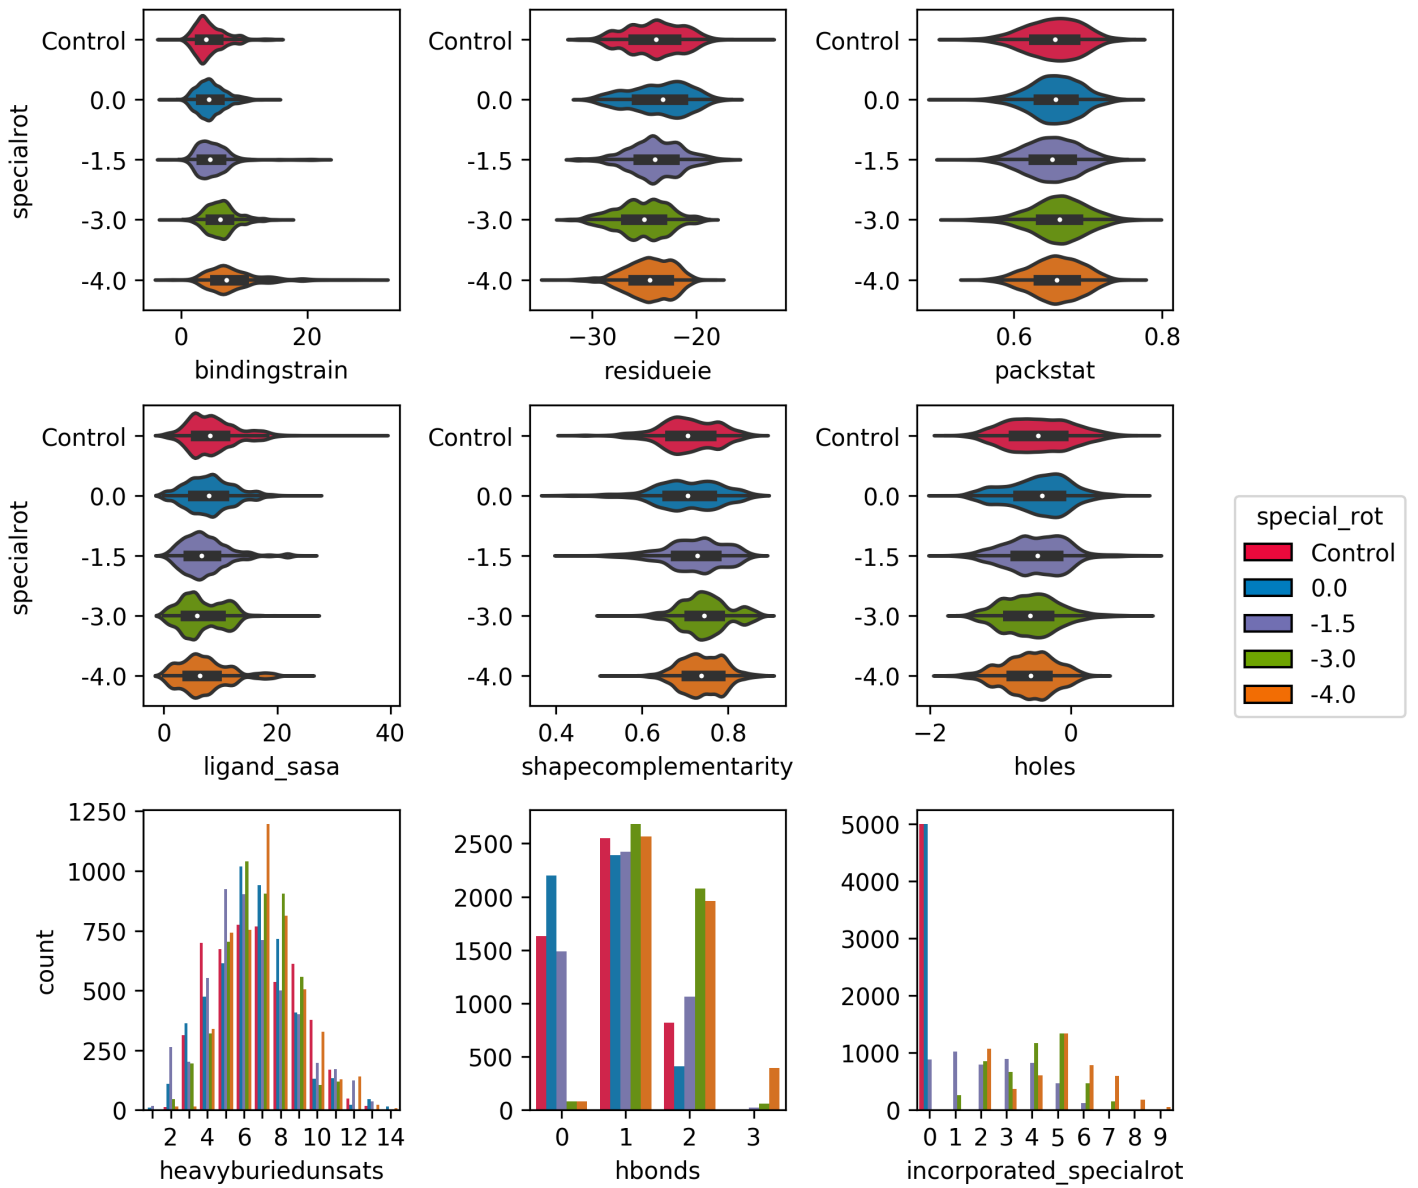 specialrot
Control
0.0
-1.5
-3.0
-4.0
0 20
bindingstrain
Control
0.0
-1.5
-3.0
-4.0
−30 −20
residueie
Control
0.0
-1.5
-3.0
-4.0
0.6 0.8
packstat
specialrot
Control
0.0
-1.5
-3.0
-4.0
0 20 40
ligand_sasa
Control
0.0
-1.5
-3.0
-4.0
0.4 0.6 0.8
shapecomplementarity
Control
0.0
-1.5
-3.0
-4.0
−2 0
holes
special_rot
Control
0.0
-1.5
-3.0
-4.0
count
1250
1000
750
500
250
0
2 4 6 8 10 12 14
heavyburiedunsats
2500
2000
1500
1000
500
0
0 1 2 3
hbonds
5000
4000
3000
2000
1000
0
0 1 2 3 4 5 6 7 8 9
incorporated_specialrot